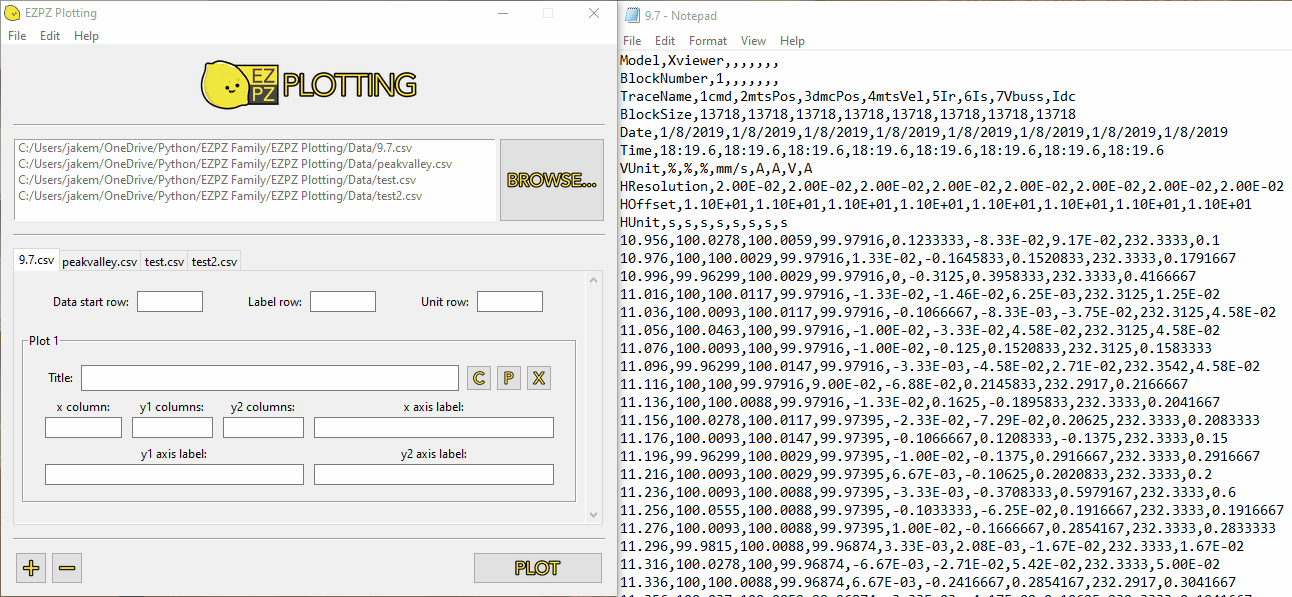 EZPZ Plotting
File Edit Help
EZ PZ PLOTTING
C:/Users/jakem/OneDrive/Python/EZPZ Family/EZPZ Plotting/Data/9.7.csv
C:/Users/jakem/OneDrive/Python/EZPZ Family/EZPZ Plotting/Data/peakvalley.csv
C:/Users/jakem/OneDrive/Python/EZPZ Family/EZPZ Plotting/Data/test.csv
C:/Users/jakem/OneDrive/Python/EZPZ Family/EZPZ Plotting/Data/test2.csv
BROWSE...
9.7.csv peakvalley.csv test.csv test2.csv
Data start row: Label row: Unit row:
Plot 1
Title: C P X
x column: y1 columns: y2 columns: x axis label:
y1 axis label: y2 axis label:
+ − PLOT
9.7 - Notepad
File Edit Format View Help
Model,Xviewer,,,,,,,
BlockNumber,1,,,,,,,
TraceName,1cmd,2mtsPos,3dmcPos,4mtsVel,5Ir,6Is,7Vbuss,Idc
BlockSize,13718,13718,13718,13718,13718,13718,13718,13718
Date,1/8/2019,1/8/2019,1/8/2019,1/8/2019,1/8/2019,1/8/2019,1/8/2019,1/8/2019
Time,18:19.6,18:19.6,18:19.6,18:19.6,18:19.6,18:19.6,18:19.6,18:19.6
VUnit,%,%,%,mm/s,A,A,V,A
HResolution,2.00E-02,2.00E-02,2.00E-02,2.00E-02,2.00E-02,2.00E-02,2.00E-02,2.00E-02
HOffset,1.10E+01,1.10E+01,1.10E+01,1.10E+01,1.10E+01,1.10E+01,1.10E+01,1.10E+01
HUnit,s,s,s,s,s,s,s,s
10.956,100.0278,100.0059,99.97916,0.1233333,-8.33E-02,9.17E-02,232.3333,0.1
10.976,100,100.0029,99.97916,1.33E-02,-0.1645833,0.1520833,232.3333,0.1791667
10.996,99.96299,100.0029,99.97916,0,-0.3125,0.3958333,232.3333,0.4166667
11.016,100,100.0117,99.97916,-1.33E-02,-1.46E-02,6.25E-03,232.3125,1.25E-02
11.036,100.0093,100.0117,99.97916,-0.1066667,-8.33E-03,-3.75E-02,232.3125,4.58E-02
11.056,100.0463,100,99.97916,-1.00E-02,-3.33E-02,4.58E-02,232.3125,4.58E-02
11.076,100.0093,100,99.97916,-1.00E-02,-0.125,0.1520833,232.3125,0.1583333
11.096,99.96299,100.0147,99.97916,-3.33E-03,-4.58E-02,2.71E-02,232.3542,4.58E-02
11.116,100,100,99.97916,9.00E-02,-6.88E-02,0.2145833,232.2917,0.2166667
11.136,100,100.0088,99.97916,-1.33E-02,0.1625,-0.1895833,232.3333,0.2041667
11.156,100.0278,100.0117,99.97395,-2.33E-02,-7.29E-02,0.20625,232.3333,0.2083333
11.176,100.0093,100.0147,99.97395,-0.1066667,0.1208333,-0.1375,232.3333,0.15
11.196,99.96299,100.0029,99.97395,-1.00E-02,-0.1375,0.2916667,232.3333,0.2916667
11.216,100.0093,100.0029,99.97395,6.67E-03,-0.10625,0.2020833,232.3333,0.2
11.236,100.0093,100.0088,99.97395,-3.33E-03,-0.3708333,0.5979167,232.3333,0.6
11.256,100.0555,100.0088,99.97395,-0.1033333,-6.25E-02,0.1916667,232.3333,0.1916667
11.276,100.0093,100.0088,99.97395,1.00E-02,-0.1666667,0.2854167,232.3333,0.2833333
11.296,99.9815,100.0088,99.96874,3.33E-03,2.08E-03,-1.67E-02,232.3333,1.67E-02
11.316,100.0278,100,99.96874,-6.67E-03,-2.71E-02,5.42E-02,232.3333,5.00E-02
11.336,100,100.0088,99.96874,6.67E-03,-0.2416667,0.2854167,232.2917,0.3041667